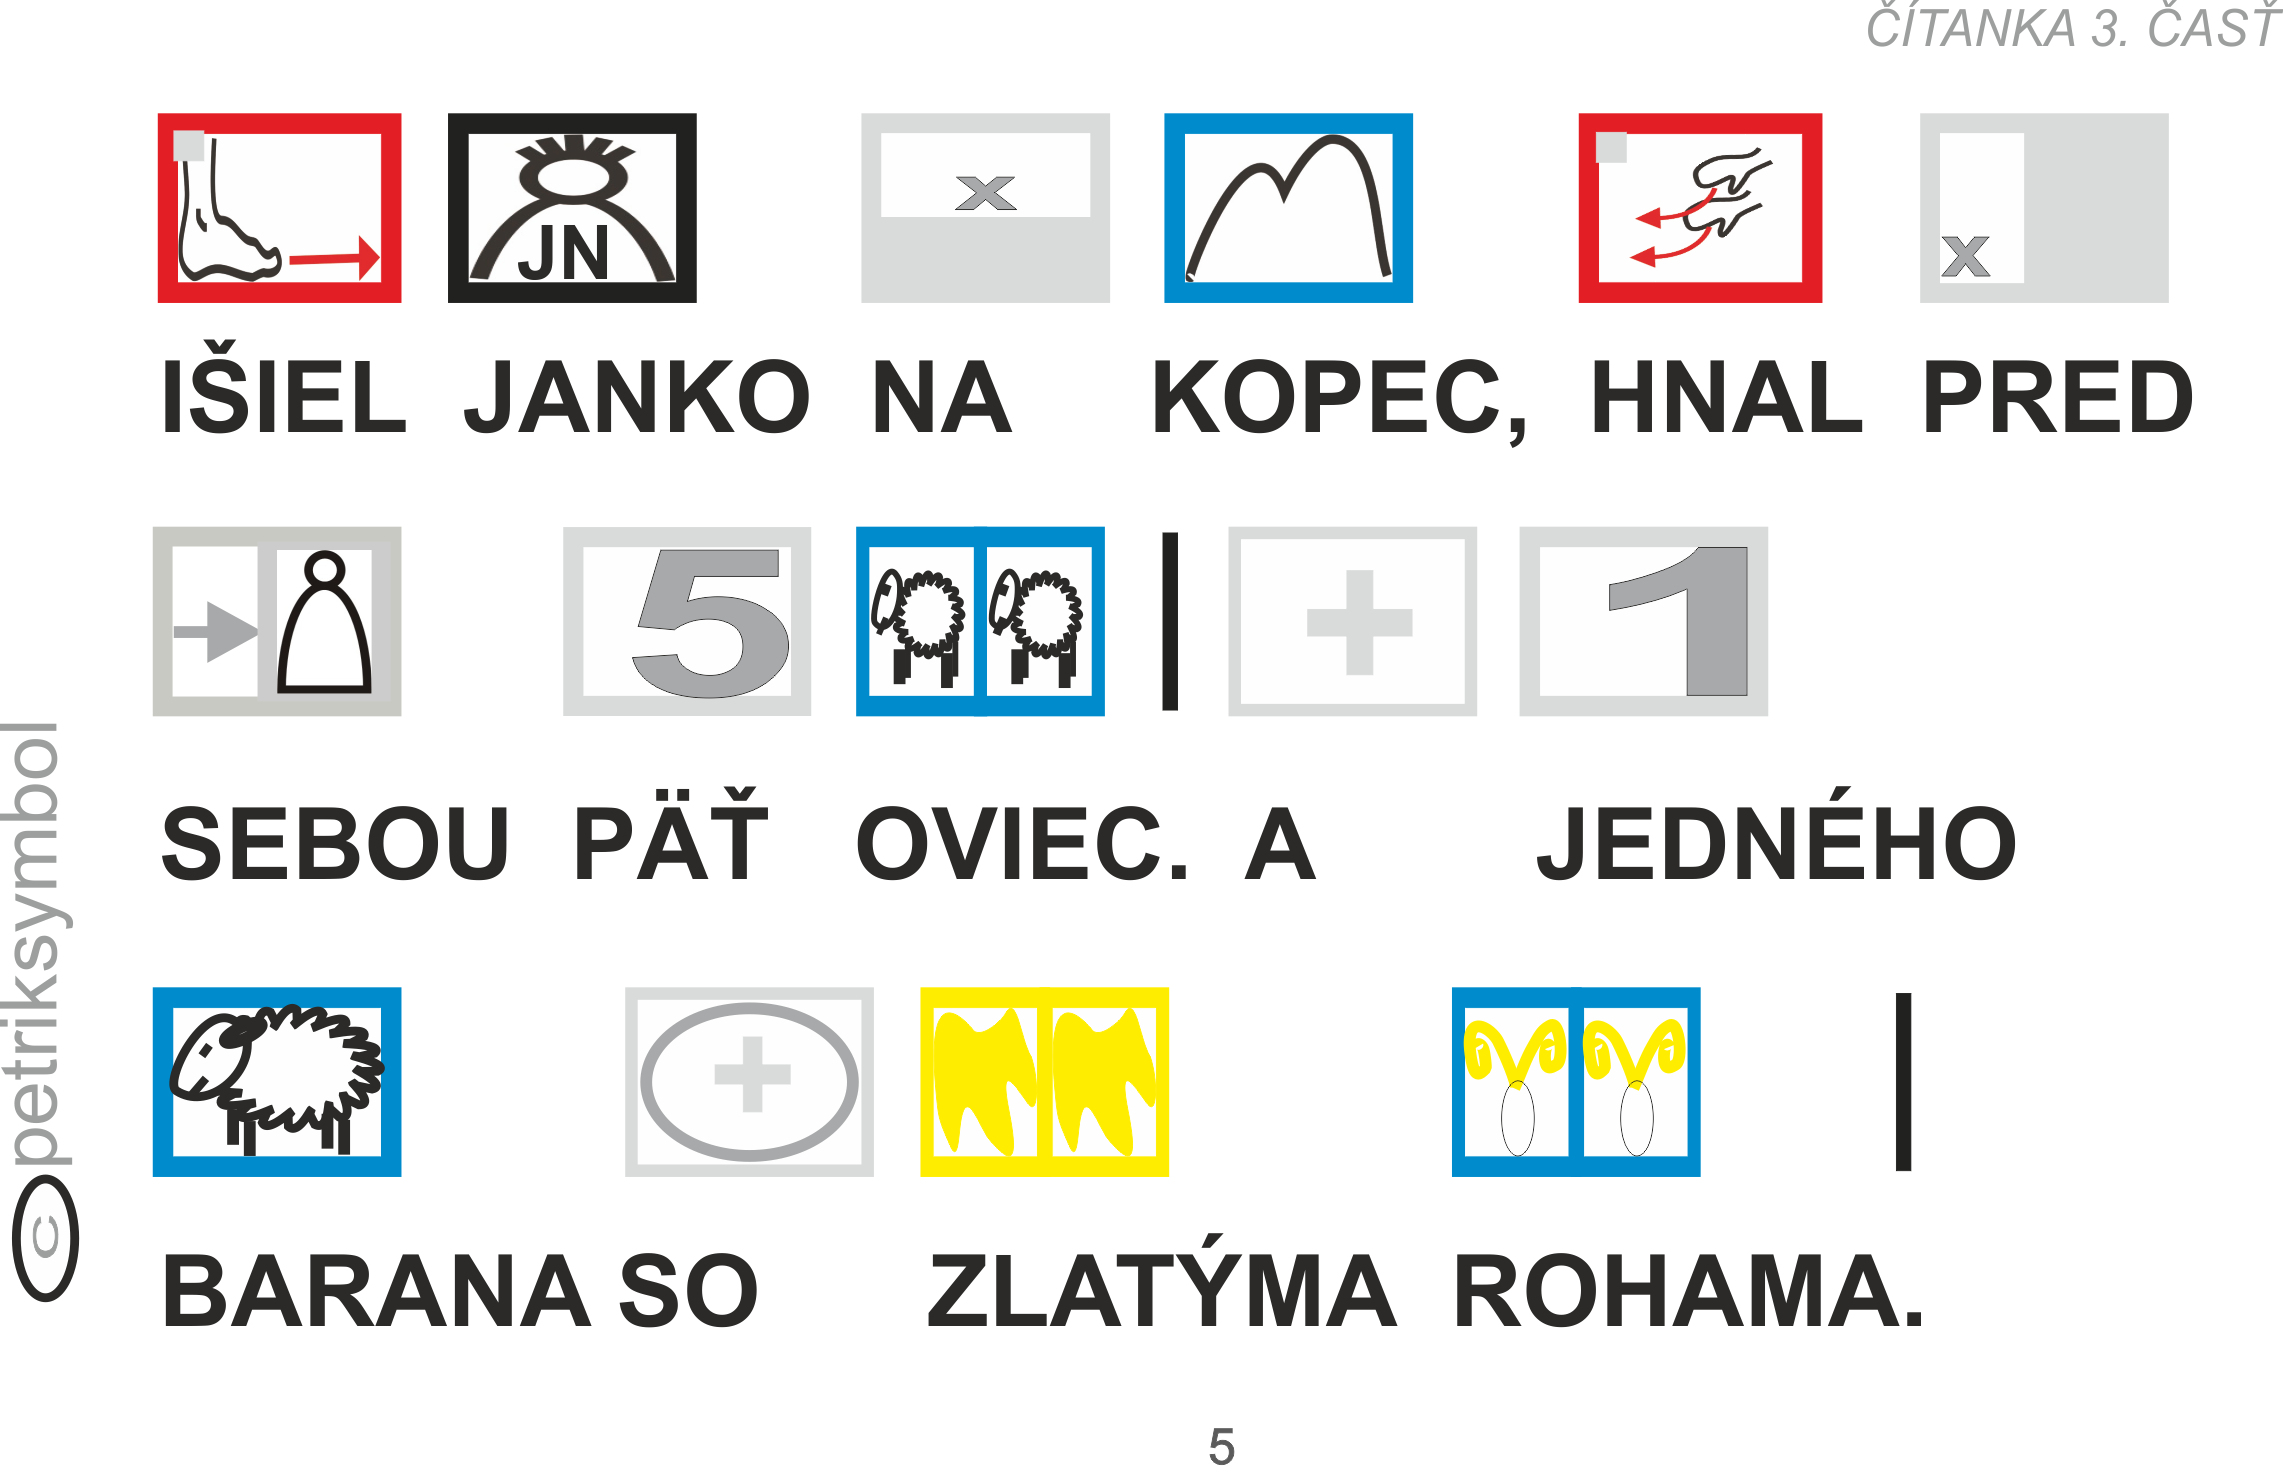 ČÍTANKA 3. ČASŤ
JN
x
x
IŠIEL JANKO NA KOPEC, HNAL PRED
5
+
1
SEBOU PÄŤ OVIEC. A JEDNÉHO
+
BARANA SO ZLATÝMA ROHAMA.
© petriksymbol
5